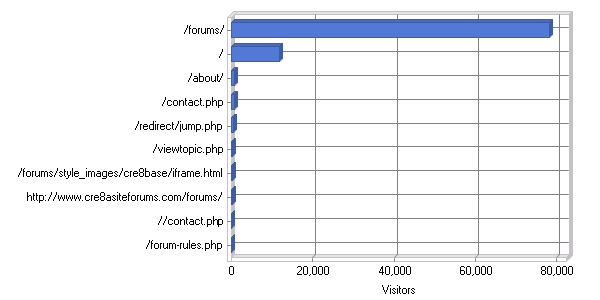 /forums/
/
/about/
/contact.php
/redirect/jump.php
/viewtopic.php
/forums/style_images/cre8base/iframe.html
http://www.cre8asiteforums.com/forums/
//contact.php
/forum-rules.php
0 20,000 40,000 60,000 80,000
Visitors